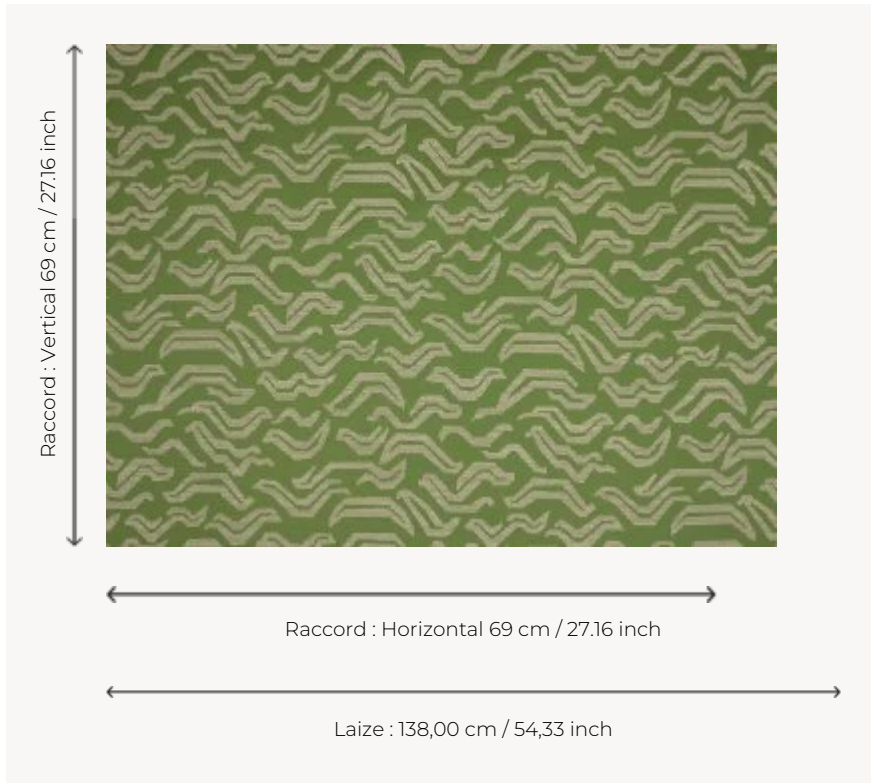 Raccord : Vertical 69 cm / 27.16 inch
Raccord : Horizontal 69 cm / 27.16 inch
Laize : 138,00 cm / 54,33 inch